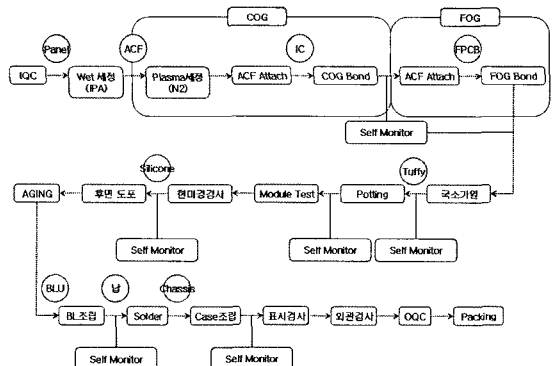 COG
FOG
Panel
ACF
IC
FPCB
IQC
Wet 세정
(IPA)
Plasma세정
(N2)
ACF Attach
COG Bond
ACF Attach
FOG Bond
Self Monitor
Silicone
Tuffy
AGING
후면 도포
현미경검사
Module Test
Potting
국소가열
Self Monitor
Self Monitor
Self Monitor
BLU
납
Chassis
BL조립
Solder
Case조립
표시검사
외관검사
OQC
Packing
Self Monitor
Self Monitor